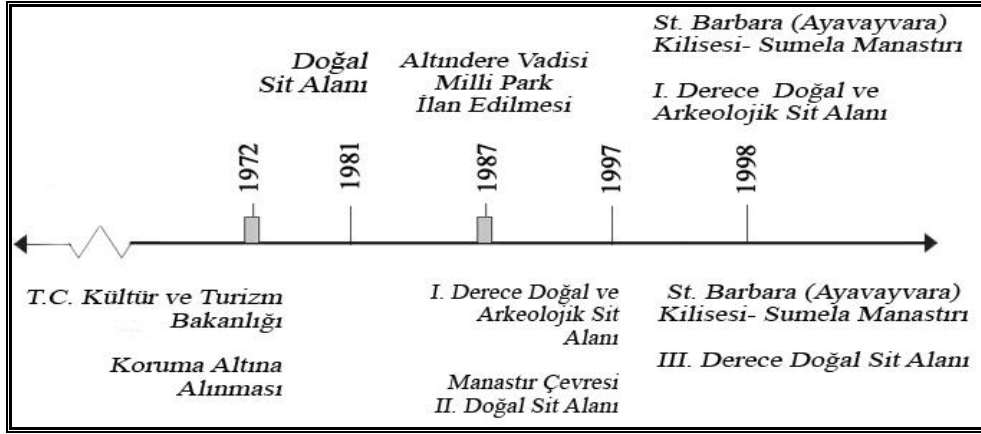 Doğal
Sit Alanı
Altındere Vadisi
Milli Park
İlan Edilmesi
St. Barbara (Ayavayvara)
Kilisesi- Sumela Manastırı
I. Derece Doğal ve
Arkeolojik Sit Alanı
1972
1981
1987
1997
1998
T.C. Kültür ve Turizm
Bakanlığı
Koruma Altına
Alınması
I. Derece Doğal ve
Arkeolojik Sit
Alanı
Manastır Çevresi
II. Doğal Sit Alanı
St. Barbara (Ayavayvara)
Kilisesi- Sumela Manastırı
III. Derece Doğal Sit Alanı